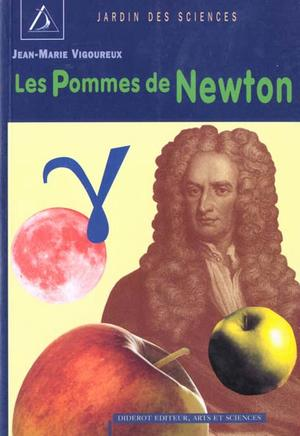 JARDIN DES SCIENCES
JEAN-MARIE VIGOUREUX
Les Pommes de Newton
γ
DIDEROT EDITEUR, ARTS ET SCIENCES